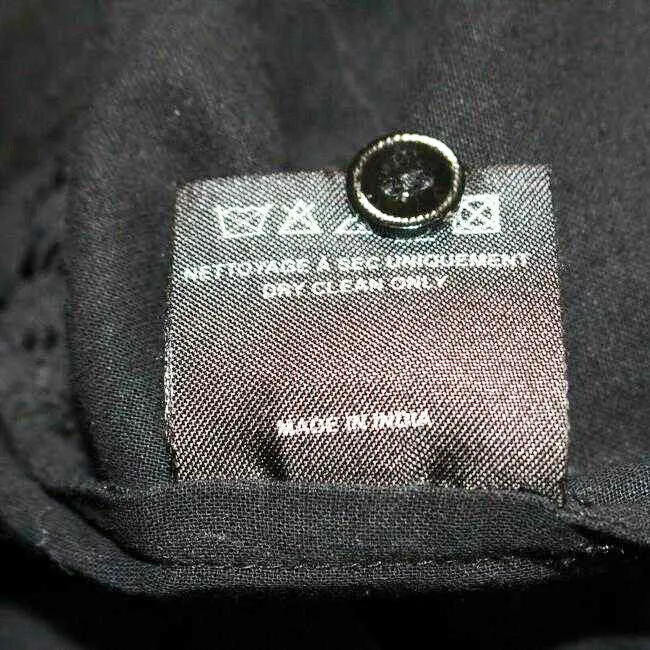 NETTOYAGE À SEC UNIQUEMENT
DRY CLEAN ONLY
MADE IN INDIA